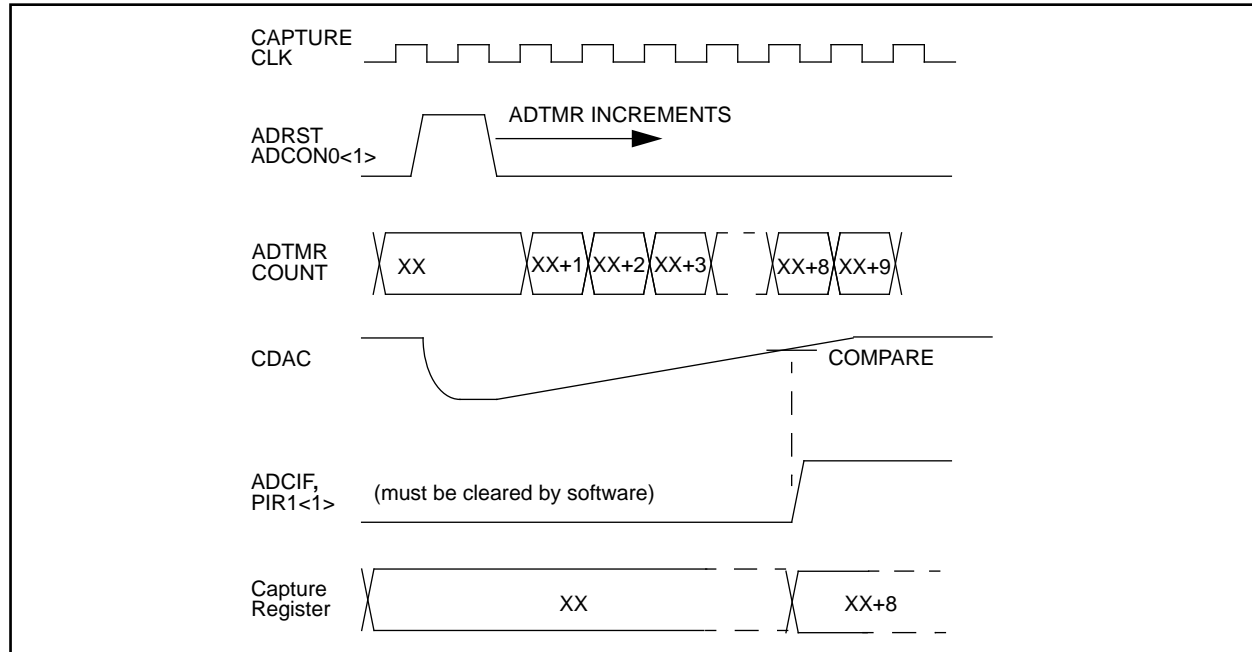 CAPTURE
CLK
ADTMR INCREMENTS
ADRST
ADCON0<1>
ADTMR
COUNT
XX
XX+1
XX+2
XX+3
XX+8
XX+9
CDAC
COMPARE
ADCIF,
PIR1<1>
(must be cleared by software)
Capture
Register
XX
XX+8